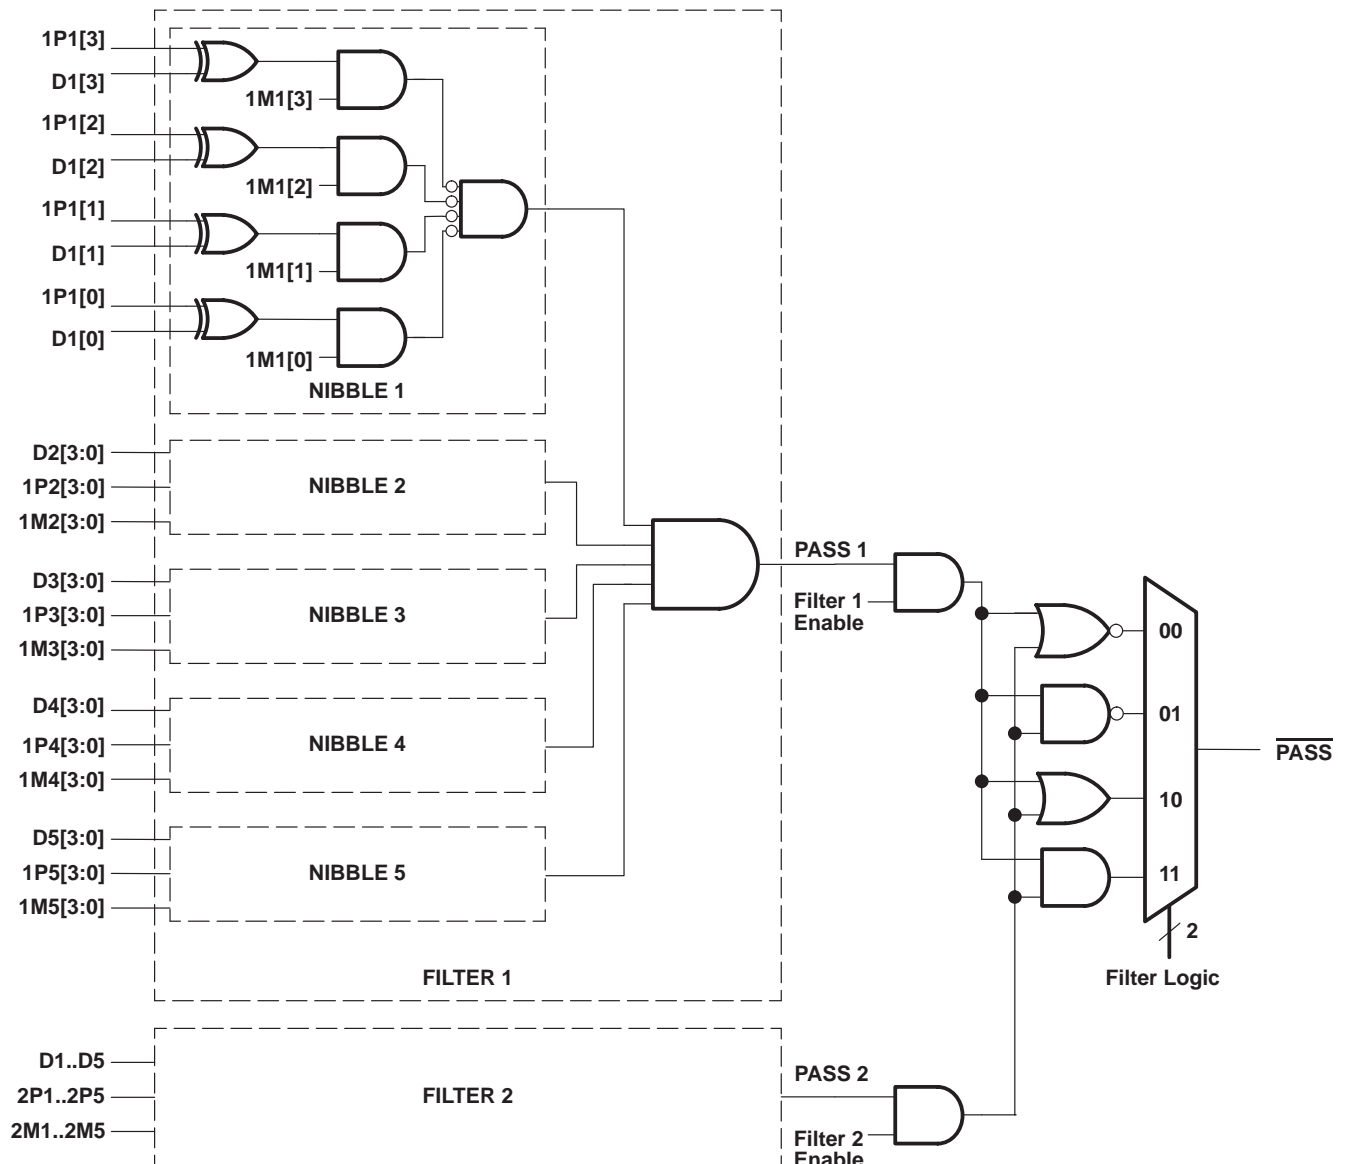 1P1[3]
D1[3]
1M1[3]
1P1[2]
D1[2]
1M1[2]
1P1[1]
D1[1]
1M1[1]
1P1[0]
D1[0]
1M1[0]
NIBBLE 1
D2[3:0]
1P2[3:0]
1M2[3:0]
NIBBLE 2
D3[3:0]
1P3[3:0]
1M3[3:0]
NIBBLE 3
D4[3:0]
1P4[3:0]
1M4[3:0]
NIBBLE 4
D5[3:0]
1P5[3:0]
1M5[3:0]
NIBBLE 5
FILTER 1
PASS 1
Filter 1
Enable
00
01
10
11
PASS
2
Filter Logic
D1..D5
2P1..2P5
2M1..2M5
FILTER 2
PASS 2
Filter 2
Enable